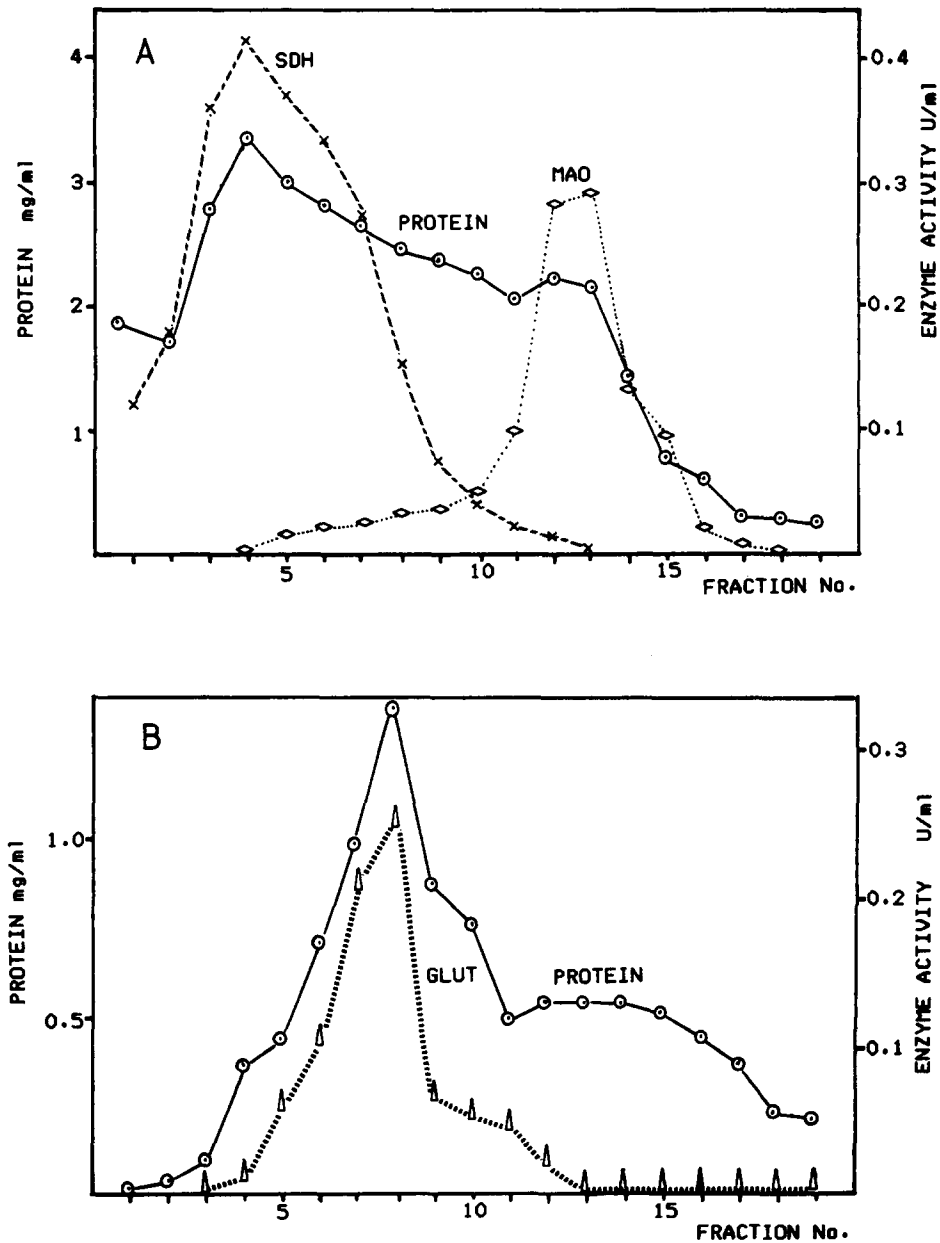 A
SDH
MAO
PROTEIN
4
3
2
1
PROTEIN mg/ml
0.4
0.3
0.2
0.1
ENZYME ACTIVITY U/ml
5
10
15
FRACTION No.
B
GLUT
PROTEIN
1.0
0.5
PROTEIN mg/ml
0.3
0.2
0.1
ENZYME ACTIVITY U/ml
5
10
15
FRACTION No.